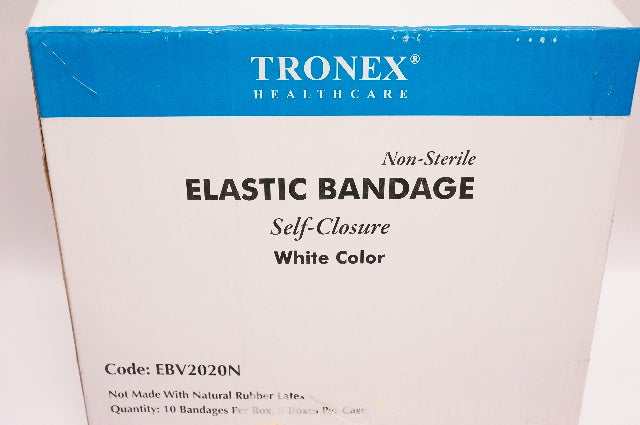 TRONEX®
HEALTHCARE
Non-Sterile
ELASTIC BANDAGE
Self-Closure
White Color
Code: EBV2020N
Not Made With Natural Rubber Latex
Quantity: 10 Bandages Per Box, 5 Boxes Per Case